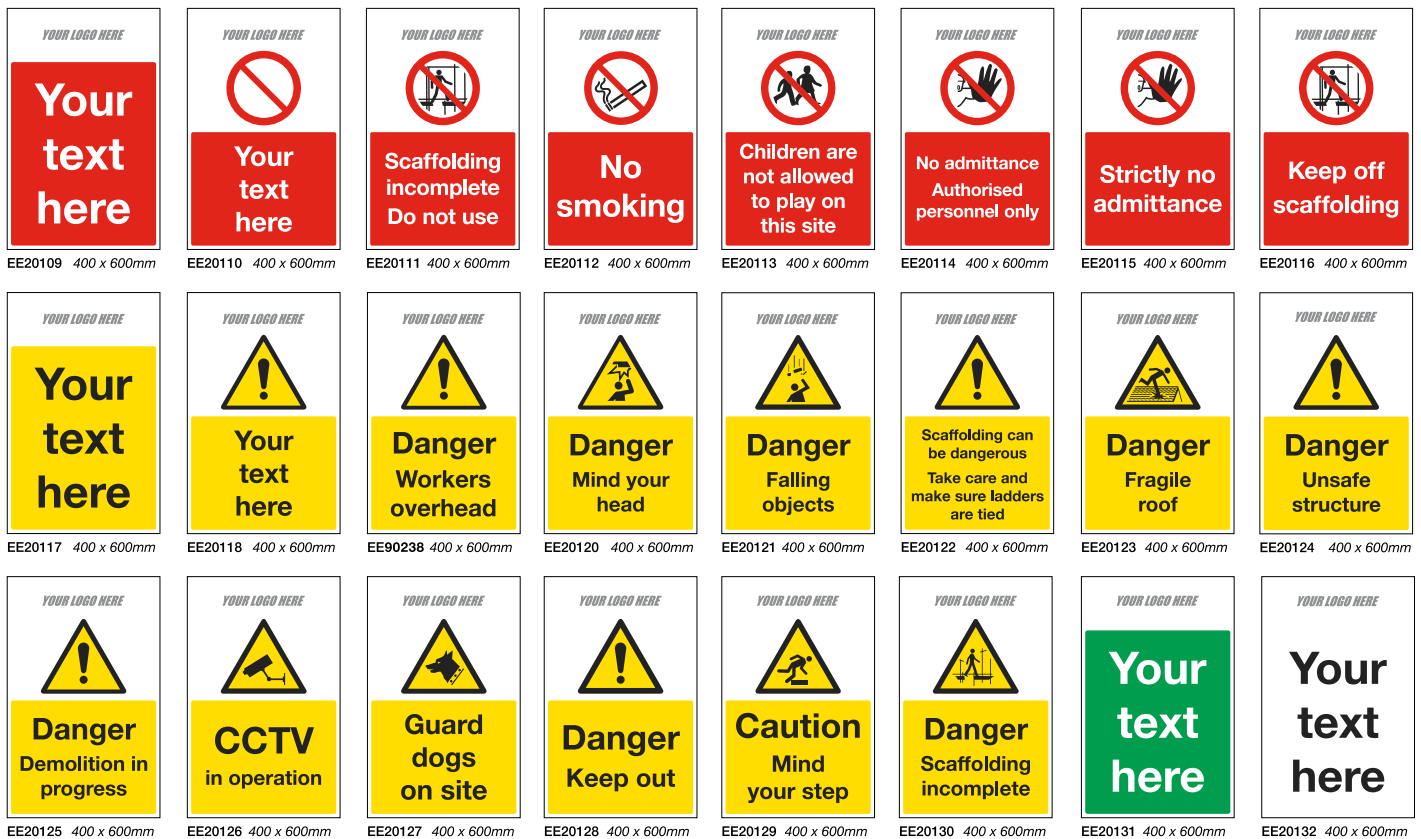 YOUR LOGO HERE
Your
text
here
EE20109 400 x 600mm
YOUR LOGO HERE
Your
text
here
EE20110 400 x 600mm
YOUR LOGO HERE
Scaffolding
incomplete
Do not use
EE20111 400 x 600mm
YOUR LOGO HERE
No
smoking
EE20112 400 x 600mm
YOUR LOGO HERE
Children are
not allowed
to play on
this site
EE20113 400 x 600mm
YOUR LOGO HERE
No admittance
Authorised
personnel only
EE20114 400 x 600mm
YOUR LOGO HERE
Strictly no
admittance
EE20115 400 x 600mm
YOUR LOGO HERE
Keep off
scaffolding
EE20116 400 x 600mm
YOUR LOGO HERE
Your
text
here
EE20117 400 x 600mm
YOUR LOGO HERE
Your
text
here
EE20118 400 x 600mm
YOUR LOGO HERE
Danger
Workers
overhead
EE90238 400 x 600mm
YOUR LOGO HERE
Danger
Mind your
head
EE20120 400 x 600mm
YOUR LOGO HERE
Danger
Falling
objects
EE20121 400 x 600mm
YOUR LOGO HERE
Scaffolding can
be dangerous
Take care and
make sure ladders
are tied
EE20122 400 x 600mm
YOUR LOGO HERE
Danger
Fragile
roof
EE20123 400 x 600mm
YOUR LOGO HERE
Danger
Unsafe
structure
EE20124 400 x 600mm
YOUR LOGO HERE
Danger
Demolition in
progress
EE20125 400 x 600mm
YOUR LOGO HERE
CCTV
in operation
EE20126 400 x 600mm
YOUR LOGO HERE
Guard
dogs
on site
EE20127 400 x 600mm
YOUR LOGO HERE
Danger
Keep out
EE20128 400 x 600mm
YOUR LOGO HERE
Caution
Mind
your step
EE20129 400 x 600mm
YOUR LOGO HERE
Danger
Scaffolding
incomplete
EE20130 400 x 600mm
YOUR LOGO HERE
Your
text
here
EE20131 400 x 600mm
YOUR LOGO HERE
Your
text
here
EE20132 400 x 600mm